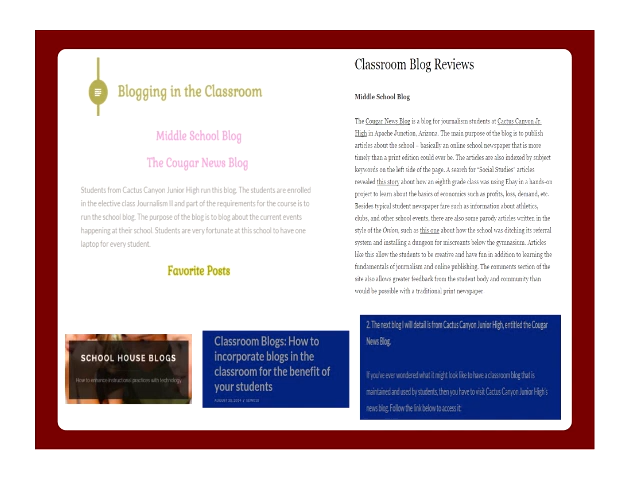 Blogging in the Classroom
Middle School Blog
The Cougar News Blog
Students from Cactus Canyon Junior High run this blog. The students are enrolled
in the elective class Journalism II and part of the requirements for the course is to
run the school blog. The purpose of the blog is to blog about the current events
happening at their school. Students are very fortunate at this school to have one
laptop for every student.
Favorite Posts
SCHOOL HOUSE BLOGS
How to enhance instructional practices with technology
Classroom Blogs: How to
incorporate blogs in the
classroom for the benefit of
your students
Classroom Blog Reviews
Middle School Blog
The Cougar News Blog is a blog for journalism students at Cactus Canyon Jr.
High in Apache Junction, Arizona. The main purpose of the blog is to publish
articles about the school – basically an online school newspaper that is more
timely than a print edition could ever be. The articles are also indexed by subject
keywords on the left side of the page. A search for "Social Studies" articles
revealed this story about how an eighth grade class was using Ebay in a hands-on
project to learn about the basics of economics such as profits, loss, demand, etc.
Besides topical student newspaper fare such as information about athletics,
clubs, and other school events, there are also some parody articles written in the
style of the Onion, such as this one about how the school was ditching its referral
system and installing a dungeon for miscreants below the gymnasium. Articles
like this allow the students to be creative and have fun in addition to learning the
fundamentals of journalism and online publishing. The comments section of the
site also allows greater feedback from the student body and community than
would be possible with a traditional print newspaper.
2. The next blog I will detail is from Cactus Canyon Junior High, entitled the Cougar
News Blog.
If you've ever wondered what it might look like to have a classroom blog that is
maintained and used by students, then you have to visit Cactus Canyon Junior High's
news blog. Follow the link below to access it: